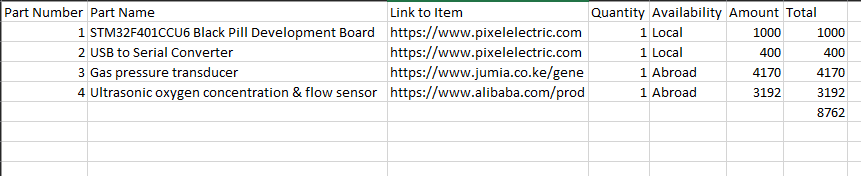 Part Number Part Name Link to Item Quantity Availability Amount Total
1 STM32F401CCU6 Black Pill Development Board https://www.pixelelectric.com 1 Local 1000 1000
2 USB to Serial Converter https://www.pixelelectric.com 1 Local 400 400
3 Gas pressure transducer https://www.jumia.co.ke/gene 1 Abroad 4170 4170
4 Ultrasonic oxygen concentration & flow sensor https://www.alibaba.com/prod 1 Abroad 3192 3192
8762